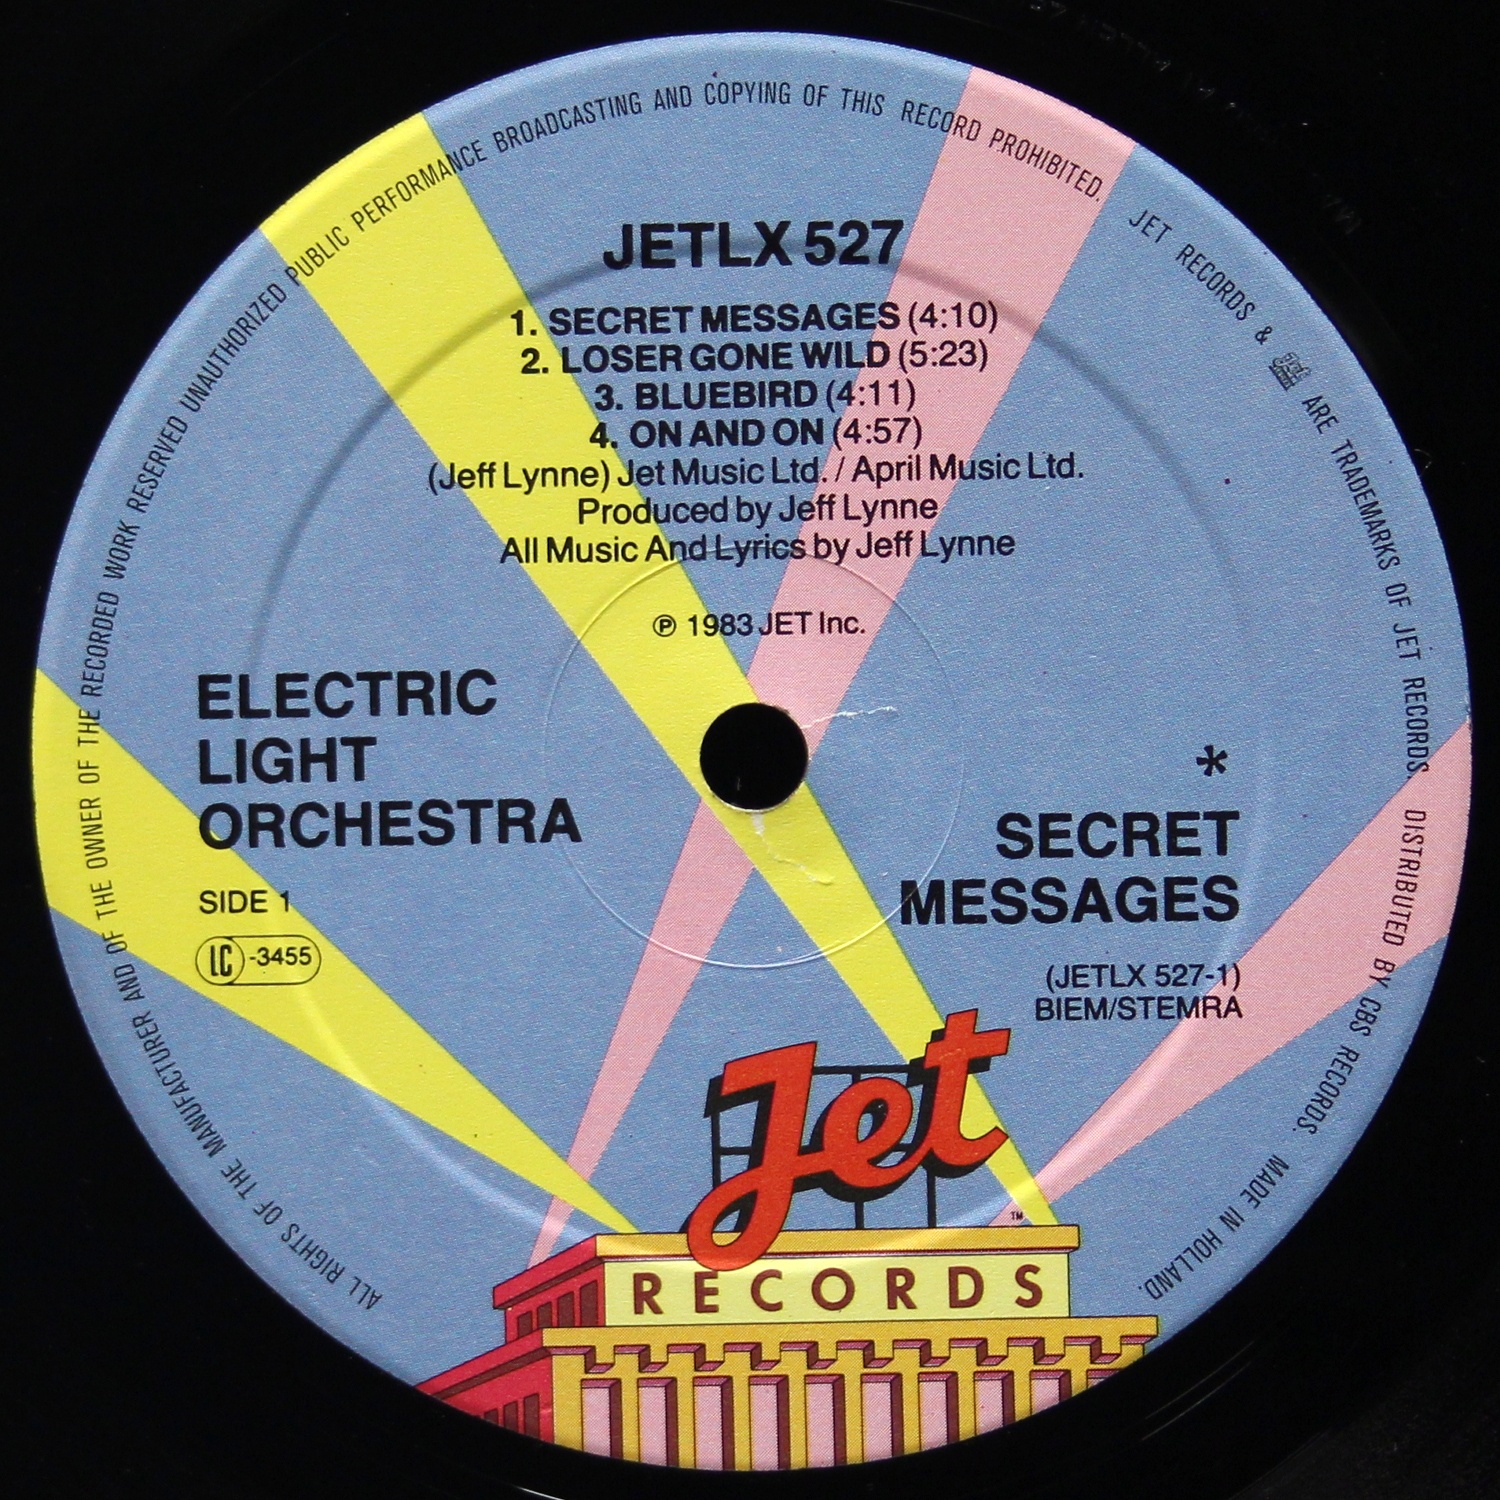 ALL RIGHTS OF THE MANUFACTURER AND OF THE OWNER OF THE RECORDED WORK RESERVED UNAUTHORIZED PUBLIC PERFORMANCE BROADCASTING AND COPYING OF THIS RECORD PROHIBITED. JET RECORDS & ARE TRADEMARKS OF JET RECORDS. DISTRIBUTED BY CBS RECORDS. MADE IN HOLLAND.
JETLX 527
1. SECRET MESSAGES (4:10)
2. LOSER GONE WILD (5:23)
3. BLUEBIRD (4:11)
4. ON AND ON (4:57)
(Jeff Lynne) Jet Music Ltd. / April Music Ltd.
Produced by Jeff Lynne
All Music And Lyrics by Jeff Lynne
℗ 1983 JET Inc.
ELECTRIC
LIGHT
ORCHESTRA
SIDE 1
LC -3455
*
SECRET
MESSAGES
(JETLX 527-1)
BIEM/STEMRA
Jet
TM
RECORDS